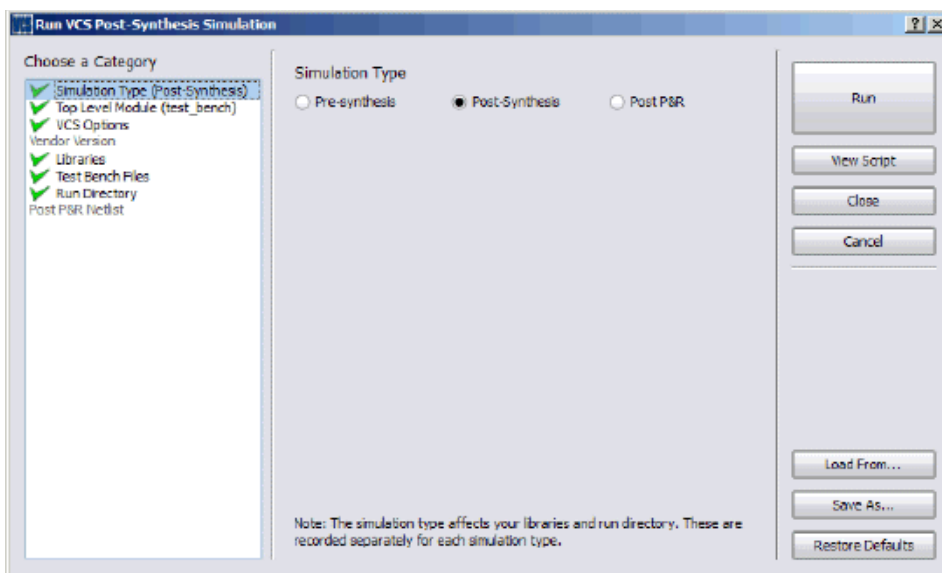 Run VCS Post-Synthesis Simulation
Choose a Category
Simulation Type (Post-Synthesis)
Top Level Module (test_bench)
VCS Options
Vendor Version
Libraries
Test Bench Files
Run Directory
Post P&R Netlist
Simulation Type
Pre-synthesis
Post-Synthesis
Post P&R
Note: The simulation type affects your libraries and run directory. These are
recorded separately for each simulation type.
Run
View Script
Close
Cancel
Load From...
Save As...
Restore Defaults